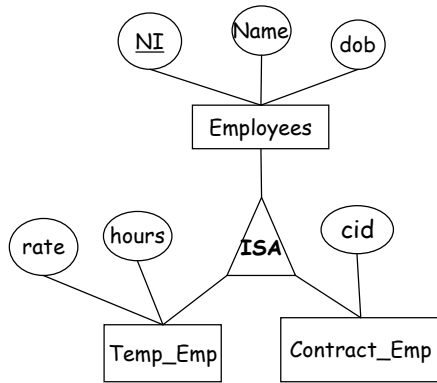 NI
Name
dob
Employees
ISA
rate
hours
cid
Temp_Emp
Contract_Emp